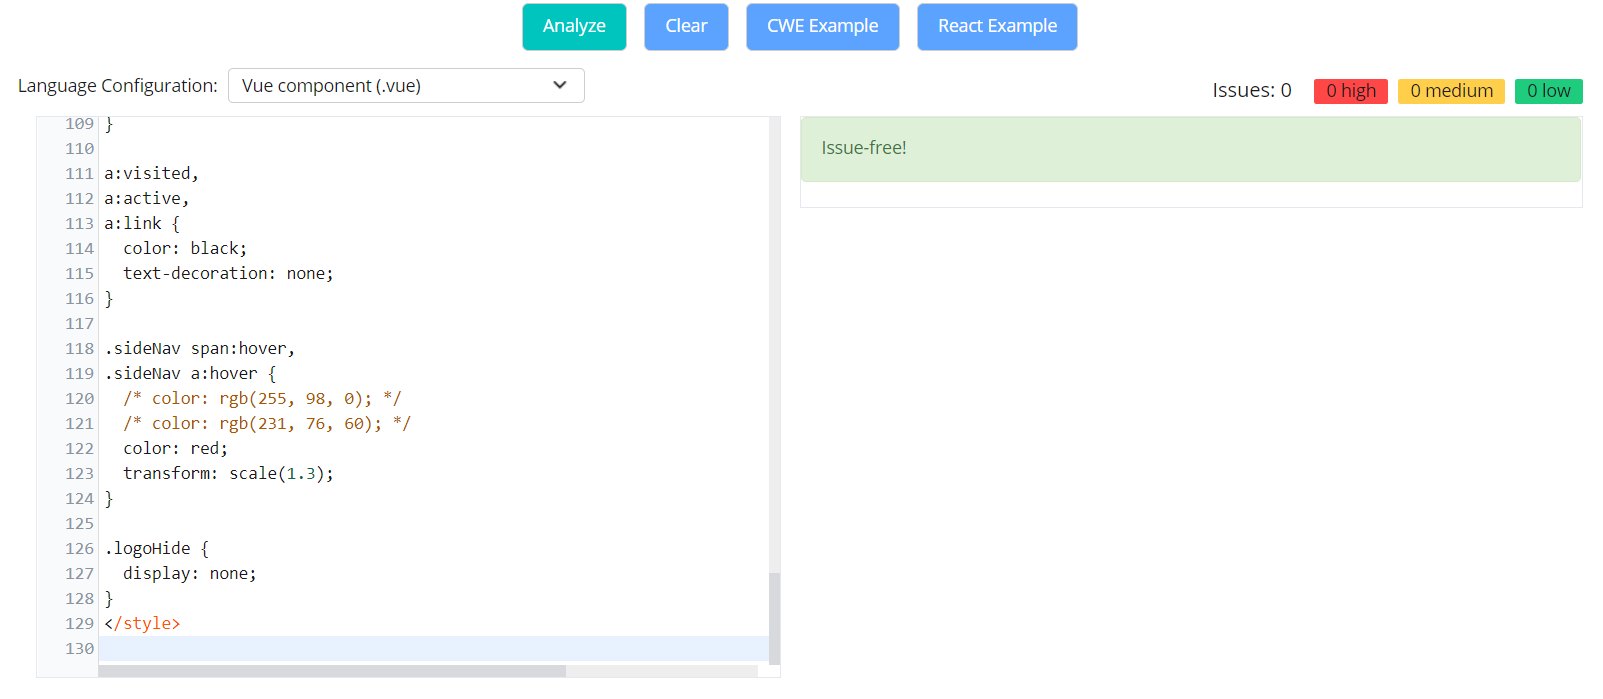 Analyze Clear CWE Example React Example
Language Configuration: Vue component (.vue)
Issues: 0 0 high 0 medium 0 low
109 }
110
111 a:visited,
112 a:active,
113 a:link {
114   color: black;
115   text-decoration: none;
116 }
117
118 .sideNav span:hover,
119 .sideNav a:hover {
120   /* color: rgb(255, 98, 0); */
121   /* color: rgb(231, 76, 60); */
122   color: red;
123   transform: scale(1.3);
124 }
125
126 .logoHide {
127   display: none;
128 }
129 </style>
130
Issue-free!